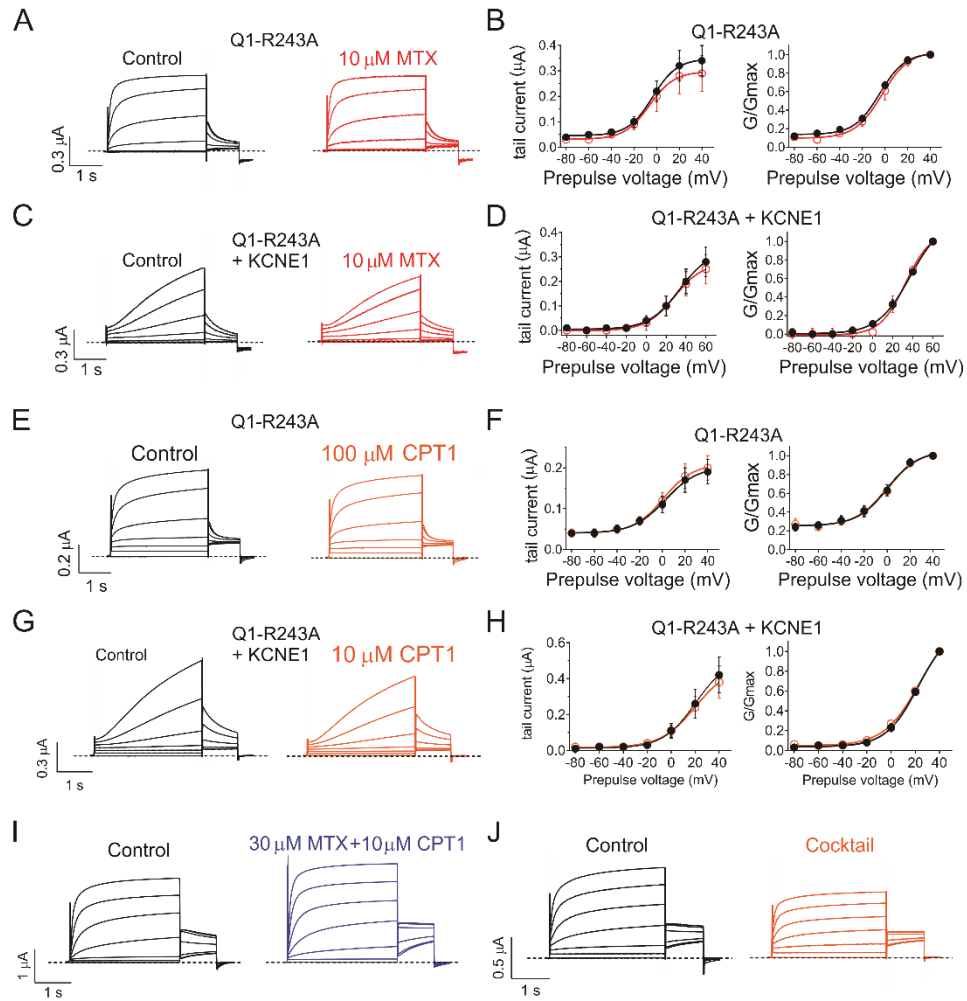 A
Q1-R243A
Control
10 µM MTX
0.3 µA
1 s
B
Q1-R243A
tail current (µA)
0.4
0.3
0.2
0.1
0.0
-80 -60 -40 -20 0 20 40
Prepulse voltage (mV)
G/Gmax
1.0
0.8
0.6
0.4
0.2
0.0
-80 -60 -40 -20 0 20 40
Prepulse voltage (mV)
C
Control
Q1-R243A
+ KCNE1
10 µM MTX
0.3 µA
1 s
D
Q1-R243A + KCNE1
tail current (µA)
0.4
0.3
0.2
0.1
0.0
-80 -60 -40 -20 0 20 40 60
Prepulse voltage (mV)
G/Gmax
1.0
0.8
0.6
0.4
0.2
0.0
-80 -60 -40 -20 0 20 40 60
Prepulse voltage (mV)
E
Q1-R243A
Control
100 µM CPT1
0.2 µA
1 s
F
Q1-R243A
tail current (µA)
0.2
0.1
0.0
-80 -60 -40 -20 0 20 40
Prepulse voltage (mV)
G/Gmax
1.0
0.8
0.6
0.4
0.2
0.0
-80 -60 -40 -20 0 20 40
Prepulse voltage (mV)
G
Control
Q1-R243A
+ KCNE1
10 µM CPT1
0.3 µA
1 s
H
Q1-R243A + KCNE1
tail current (µA)
0.6
0.4
0.2
0.0
-80 -60 -40 -20 0 20 40
Prepulse voltage (mV)
G/Gmax
1.0
0.8
0.6
0.4
0.2
0.0
-80 -60 -40 -20 0 20 40
Prepulse voltage (mV)
I
Control
30 µM MTX+10µM CPT1
1 µA
1 s
J
Control
Cocktail
0.5 µA
1 s